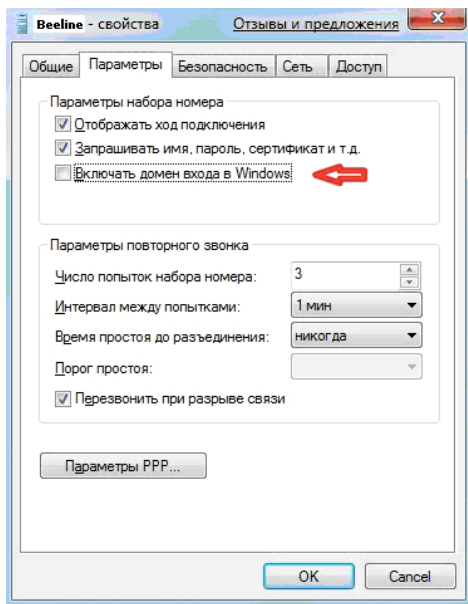 Beeline - свойства
Отзывы и предложения
Общие Параметры Безопасность Сеть Доступ
Параметры набора номера
Отображать ход подключения
Запрашивать имя, пароль, сертификат и т.д.
Включать домен входа в Windows
Параметры повторного звонка
Число попыток набора номера: 3
Интервал между попытками: 1 мин
Время простоя до разъединения: никогда
Порог простоя:
Перезвонить при разрыве связи
Параметры PPP...
OK Cancel